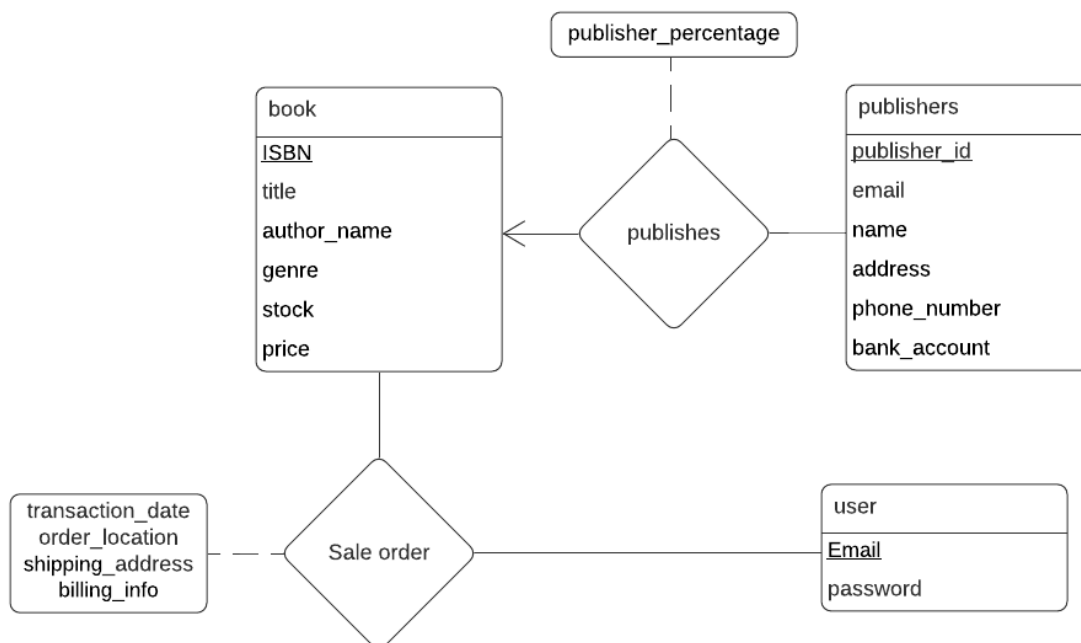 publisher_percentage
book
ISBN
title
author_name
genre
stock
price
publishes
publishers
publisher_id
email
name
address
phone_number
bank_account
transaction_date
order_location
shipping_address
billing_info
Sale order
user
Email
password